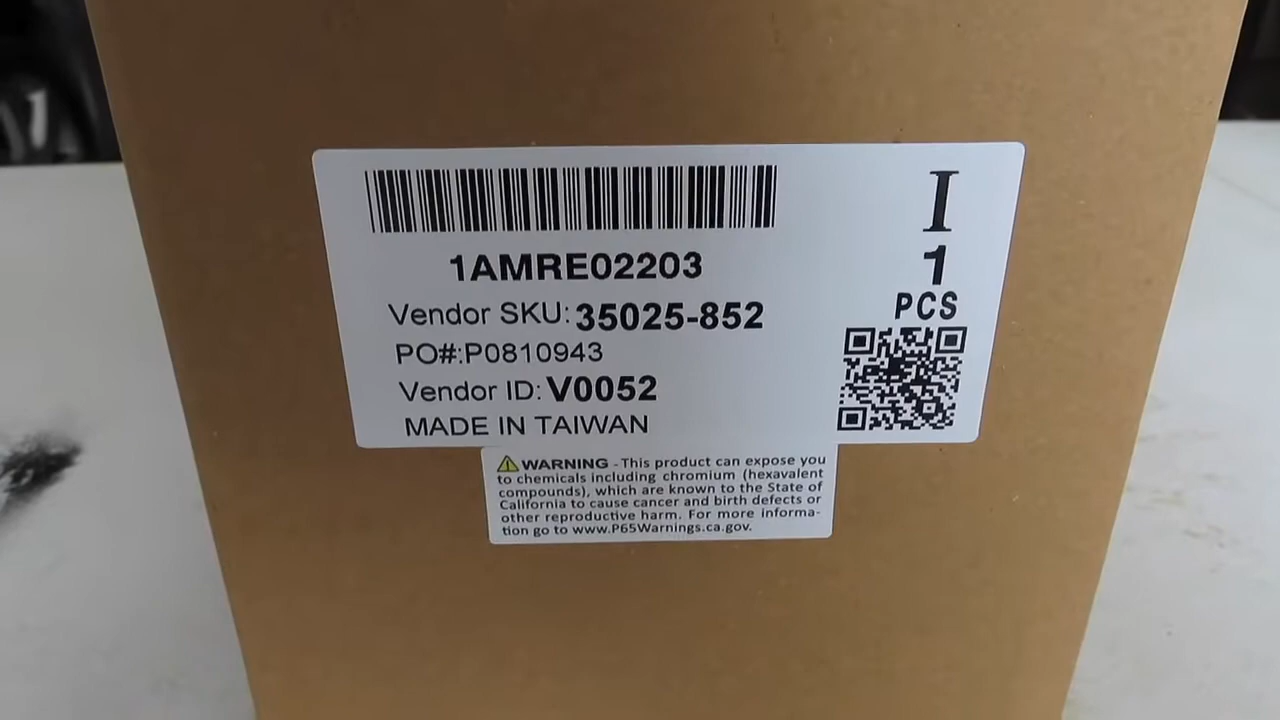 1AMRE02203
Vendor SKU: 35025-852
PO#:P0810943
Vendor ID: V0052
MADE IN TAIWAN
I
1
PCS
WARNING - This product can expose you
to chemicals including chromium (hexavalent
compounds), which are known to the State of
California to cause cancer and birth defects or
other reproductive harm. For more informa-
tion go to www.P65Warnings.ca.gov.